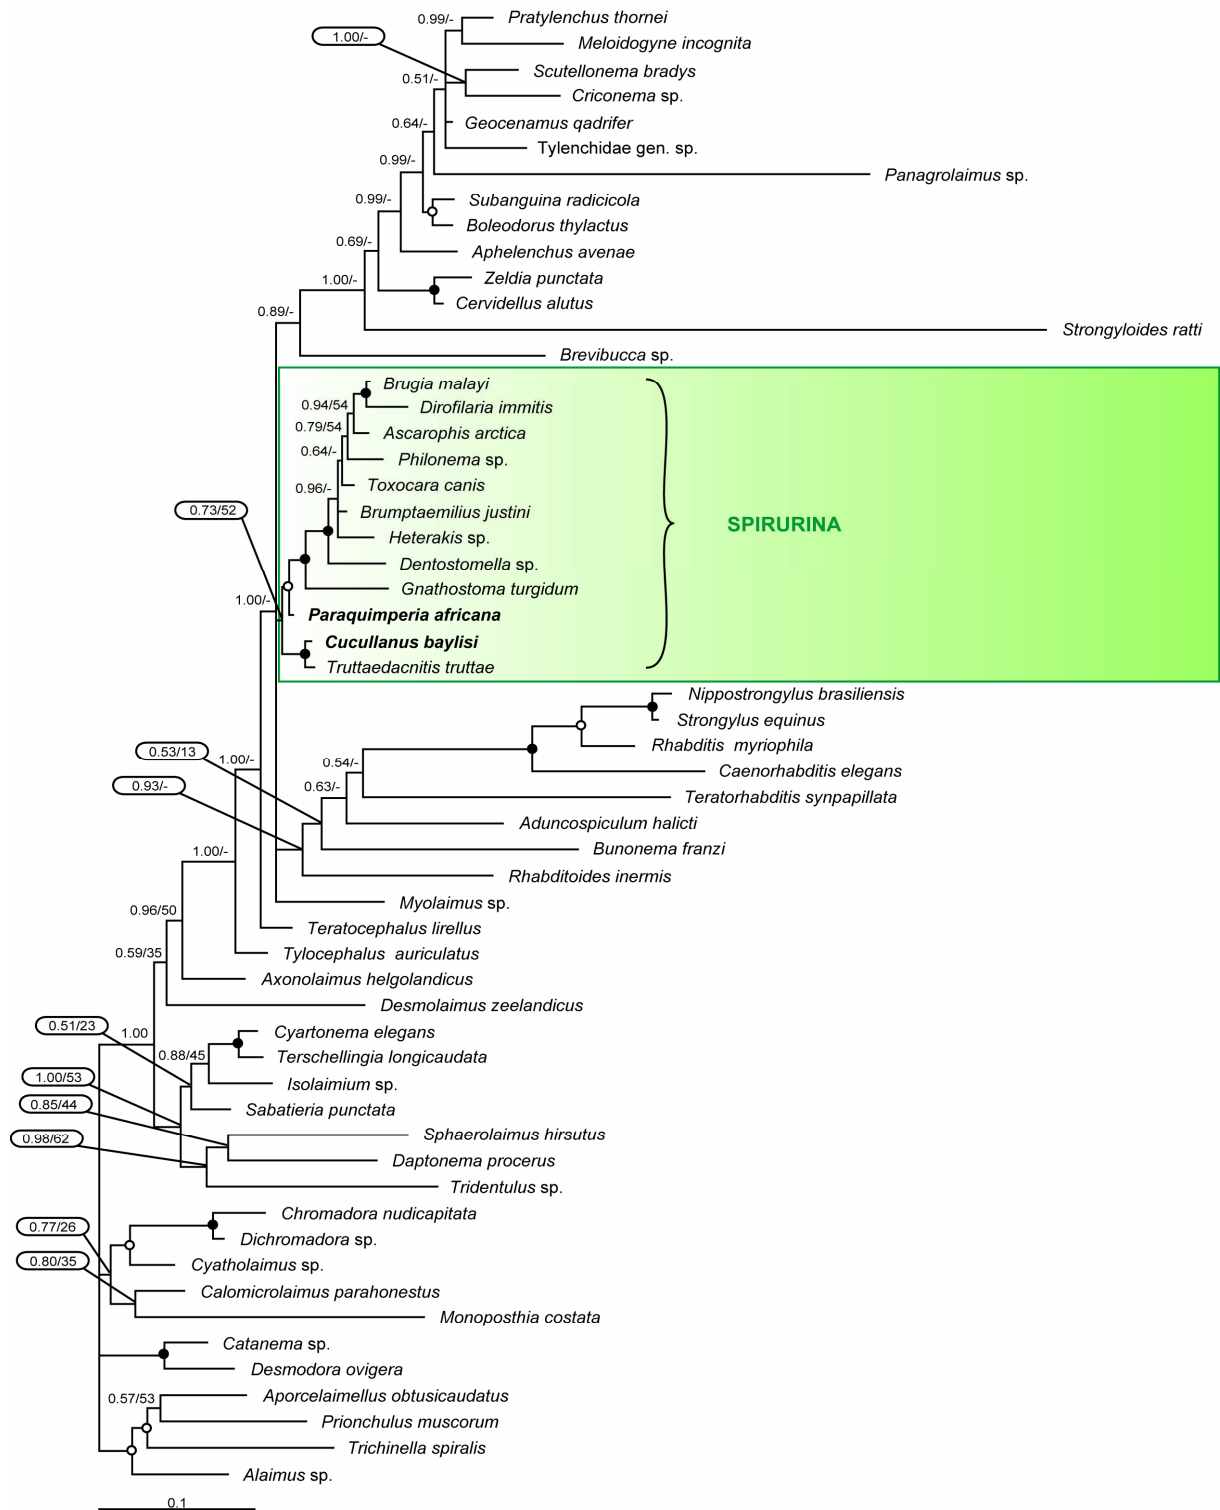 0.99/-
Pratylenchus thornei
1.00/-
Meloidogyne incognita
Scutellonema bradys
0.51/-
Criconema sp.
0.64/-
Geocenamus qadrifer
Tylenchidae gen. sp.
0.99/-
Panagrolaimus sp.
0.99/-
Subanguina radicicola
Boleodorus thylactus
0.69/-
Aphelenchus avenae
1.00/-
Zeldia punctata
Cervidellus alutus
0.89/-
Strongyloides ratti
Brevibucca sp.
Brugia malayi
0.94/54
Dirofilaria immitis
0.79/54
Ascarophis arctica
0.64/-
Philonema sp.
0.96/-
Toxocara canis
0.73/52
Brumptaemilius justini
SPIRURINA
Heterakis sp.
Dentostomella sp.
Gnathostoma turgidum
1.00/-
Paraquimperia africana
Cucullanus baylisi
Truttaedacnitis truttae
Nippostrongylus brasiliensis
Strongylus equinus
0.53/13
Rhabditis myriophila
1.00/-
0.54/-
Caenorhabditis elegans
0.93/-
0.63/-
Teratorhabditis synpapillata
Aduncospiculum halicti
1.00/-
Bunonema franzi
Rhabditoides inermis
Myolaimus sp.
0.96/50
Teratocephalus lirellus
0.59/35
Tylocephalus auriculatus
Axonolaimus helgolandicus
Desmolaimus zeelandicus
0.51/23
1.00
Cyartonema elegans
0.88/45
Terschellingia longicaudata
1.00/53
Isolaimium sp.
0.85/44
Sabatieria punctata
0.98/62
Sphaerolaimus hirsutus
Daptonema procerus
Tridentulus sp.
Chromadora nudicapitata
0.77/26
Dichromadora sp.
0.80/35
Cyatholaimus sp.
Calomicrolaimus parahonestus
Monoposthia costata
Catanema sp.
Desmodora ovigera
0.57/53
Aporcelaimellus obtusicaudatus
Prionchulus muscorum
Trichinella spiralis
Alaimus sp.
0.1